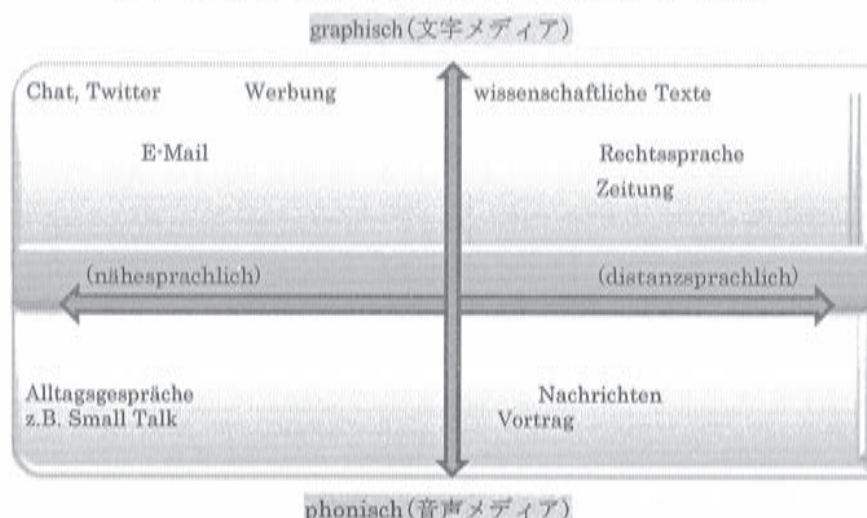 graphisch(文字メディア)
Chat, Twitter Werbung wissenschaftliche Texte
E-Mail Rechtssprache
Zeitung
(nähesprachlich) (distanzsprachlich)
Alltagsgespräche Nachrichten
z.B. Small Talk Vortrag
phonisch(音声メディア)